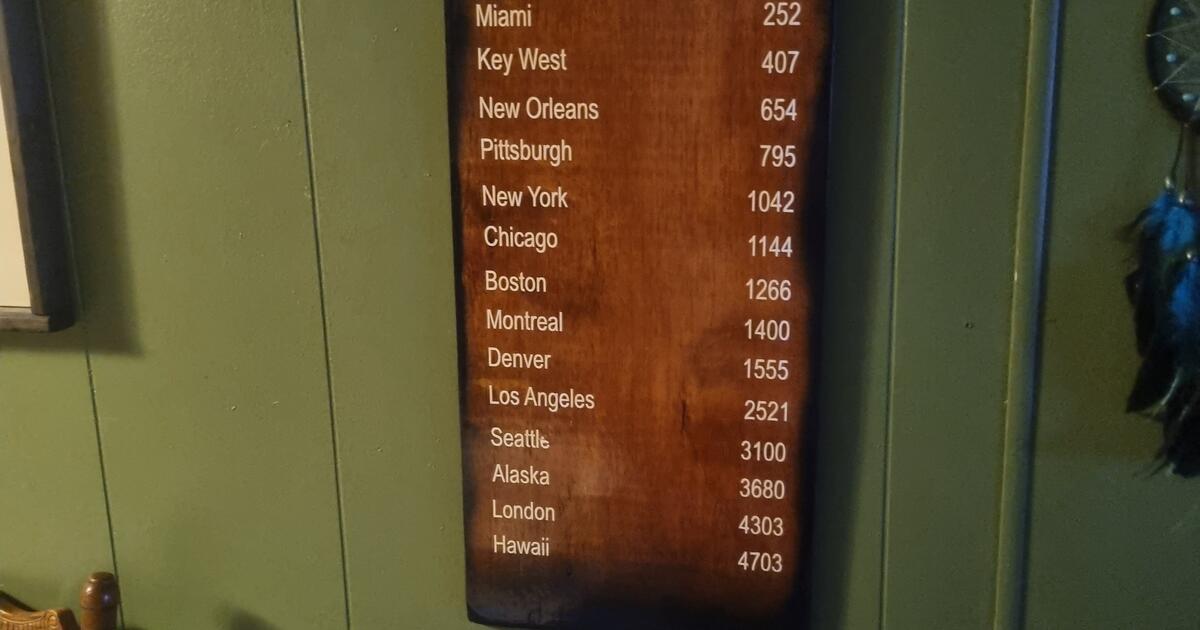 Miami 252
Key West 407
New Orleans 654
Pittsburgh 795
New York 1042
Chicago 1144
Boston 1266
Montreal 1400
Denver 1555
Los Angeles 2521
Seattle 3100
Alaska 3680
London 4303
Hawaii 4703